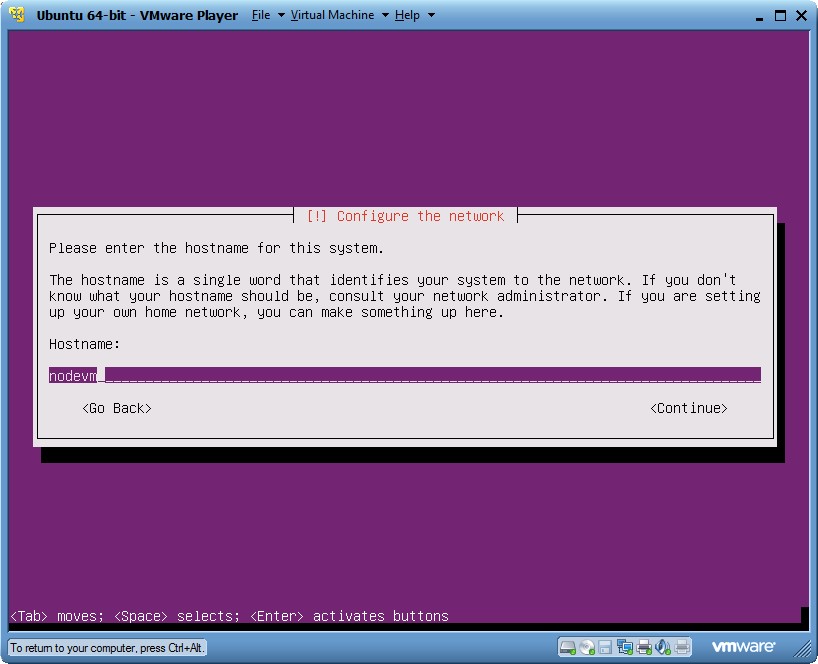 Ubuntu 64-bit - VMware Player File Virtual Machine Help
[!] Configure the network
Please enter the hostname for this system.
The hostname is a single word that identifies your system to the network. If you don't
know what your hostname should be, consult your network administrator. If you are setting
up your own home network, you can make something up here.
Hostname:
nodevm
<Go Back> <Continue>
<Tab> moves; <Space> selects; <Enter> activates buttons
To return to your computer, press Ctrl+Alt. vmware